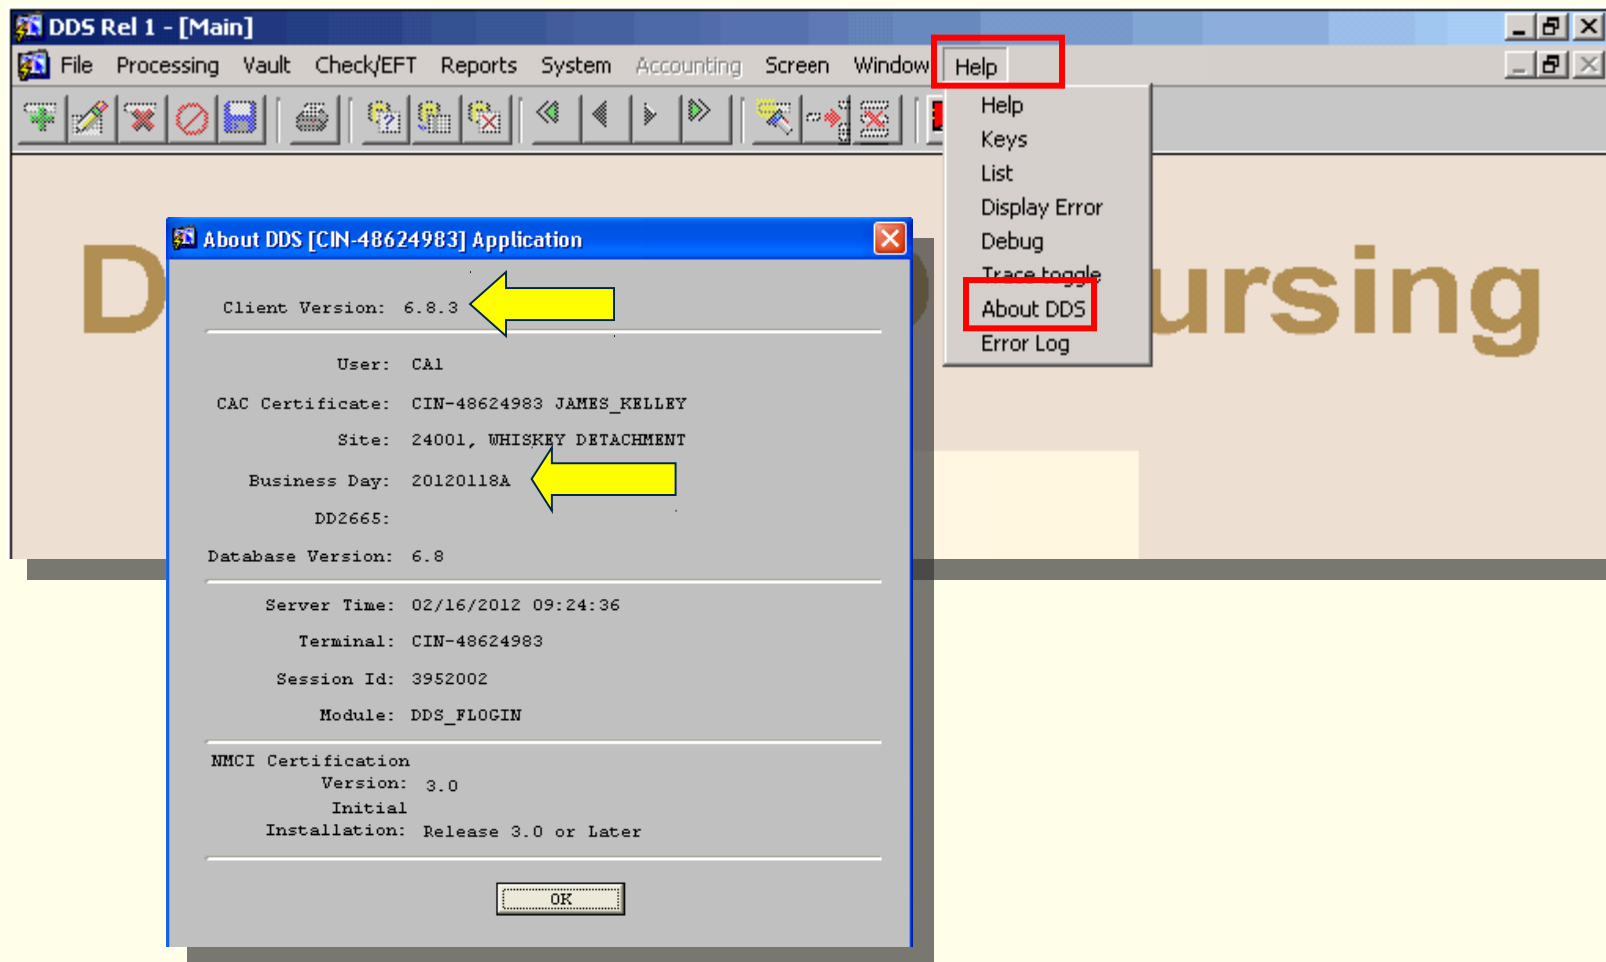 DDS Rel 1 - [Main]
File Processing Vault Check/EFT Reports System Accounting Screen Window Help
Help
Keys
List
Display Error
Debug
Trace toggle
About DDS
Error Log
D ursing
About DDS [CIN-48624983] Application
Client Version: 6.8.3
User: CA1
CAC Certificate: CIN-48624983 JAMES_KELLEY
Site: 24001, WHISKEY DETACHMENT
Business Day: 20120118A
DD2665:
Database Version: 6.8
Server Time: 02/16/2012 09:24:36
Terminal: CIN-48624983
Session Id: 3952002
Module: DDS_FLOGIN
NMCI Certification
Version: 3.0
Initial
Installation: Release 3.0 or Later
OK